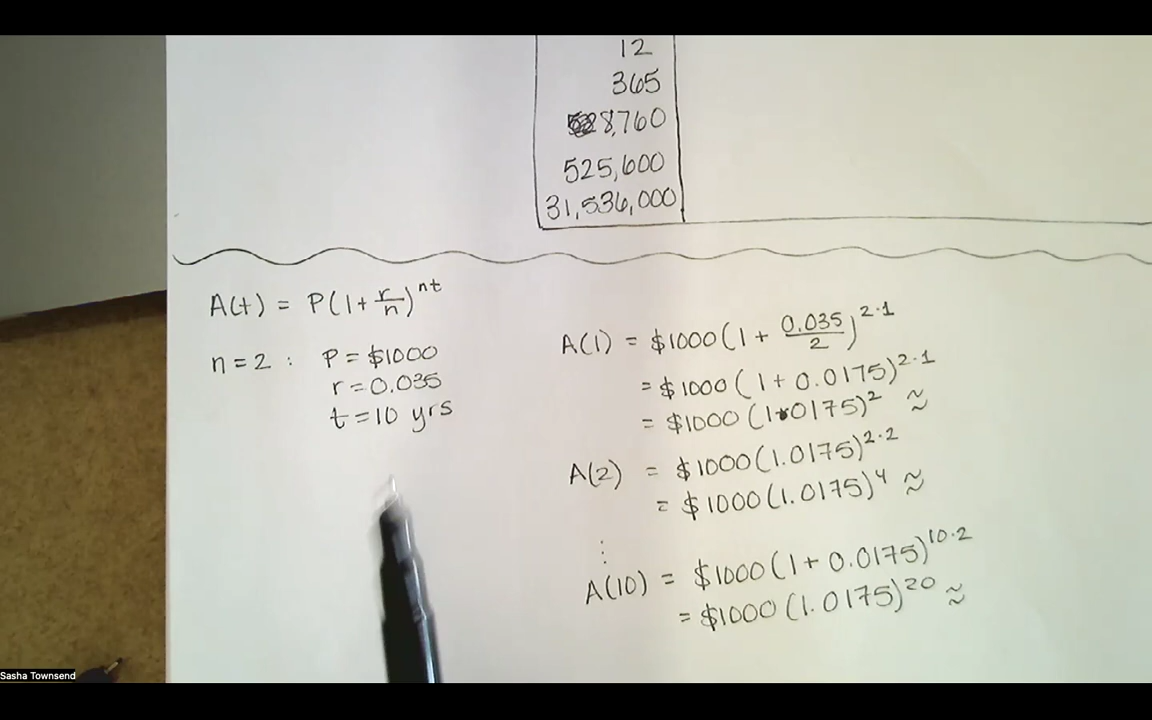 12
365
8,760
525,600
31,536,000
A(t) = P(1+ r/n)^nt
n=2 : P = $1000
r = 0.035
t = 10 yrs
A(1) = $1000(1 + 0.035/2)^2·1
= $1000(1+0.0175)^2·1
= $1000(1.0175)^2 ≈
A(2) = $1000(1.0175)^2·2
= $1000(1.0175)^4 ≈
⋮
A(10) = $1000(1+ 0.0175)^10·2
= $1000(1.0175)^20 ≈
Sasha Townsend